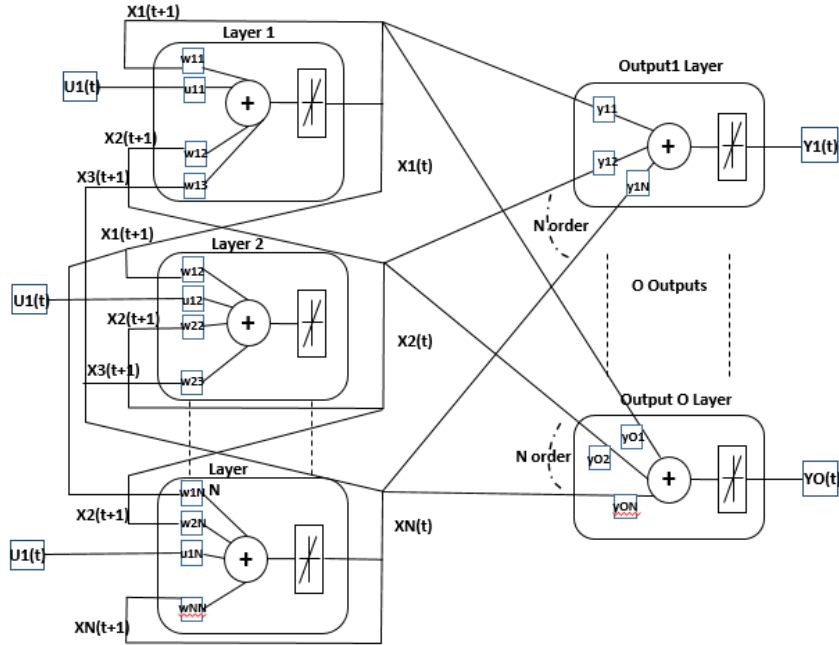 X1(t+1)
Layer 1
w11
U1(t)
u11
+
X2(t+1)
w12
X3(t+1)
w13
X1(t)
Output1 Layer
y11
y12
y1N
+
Y1(t)
N order
X1(t+1)
Layer 2
w12
U1(t)
u12
X2(t+1)
w22
+
X3(t+1)
w23
X2(t)
O Outputs
Output O Layer
yO1
yO2
N order
yON
+
YO(t)
Layer
N
w1N
X2(t+1)
w2N
U1(t)
u1N
+
wNN
XN(t+1)
XN(t)